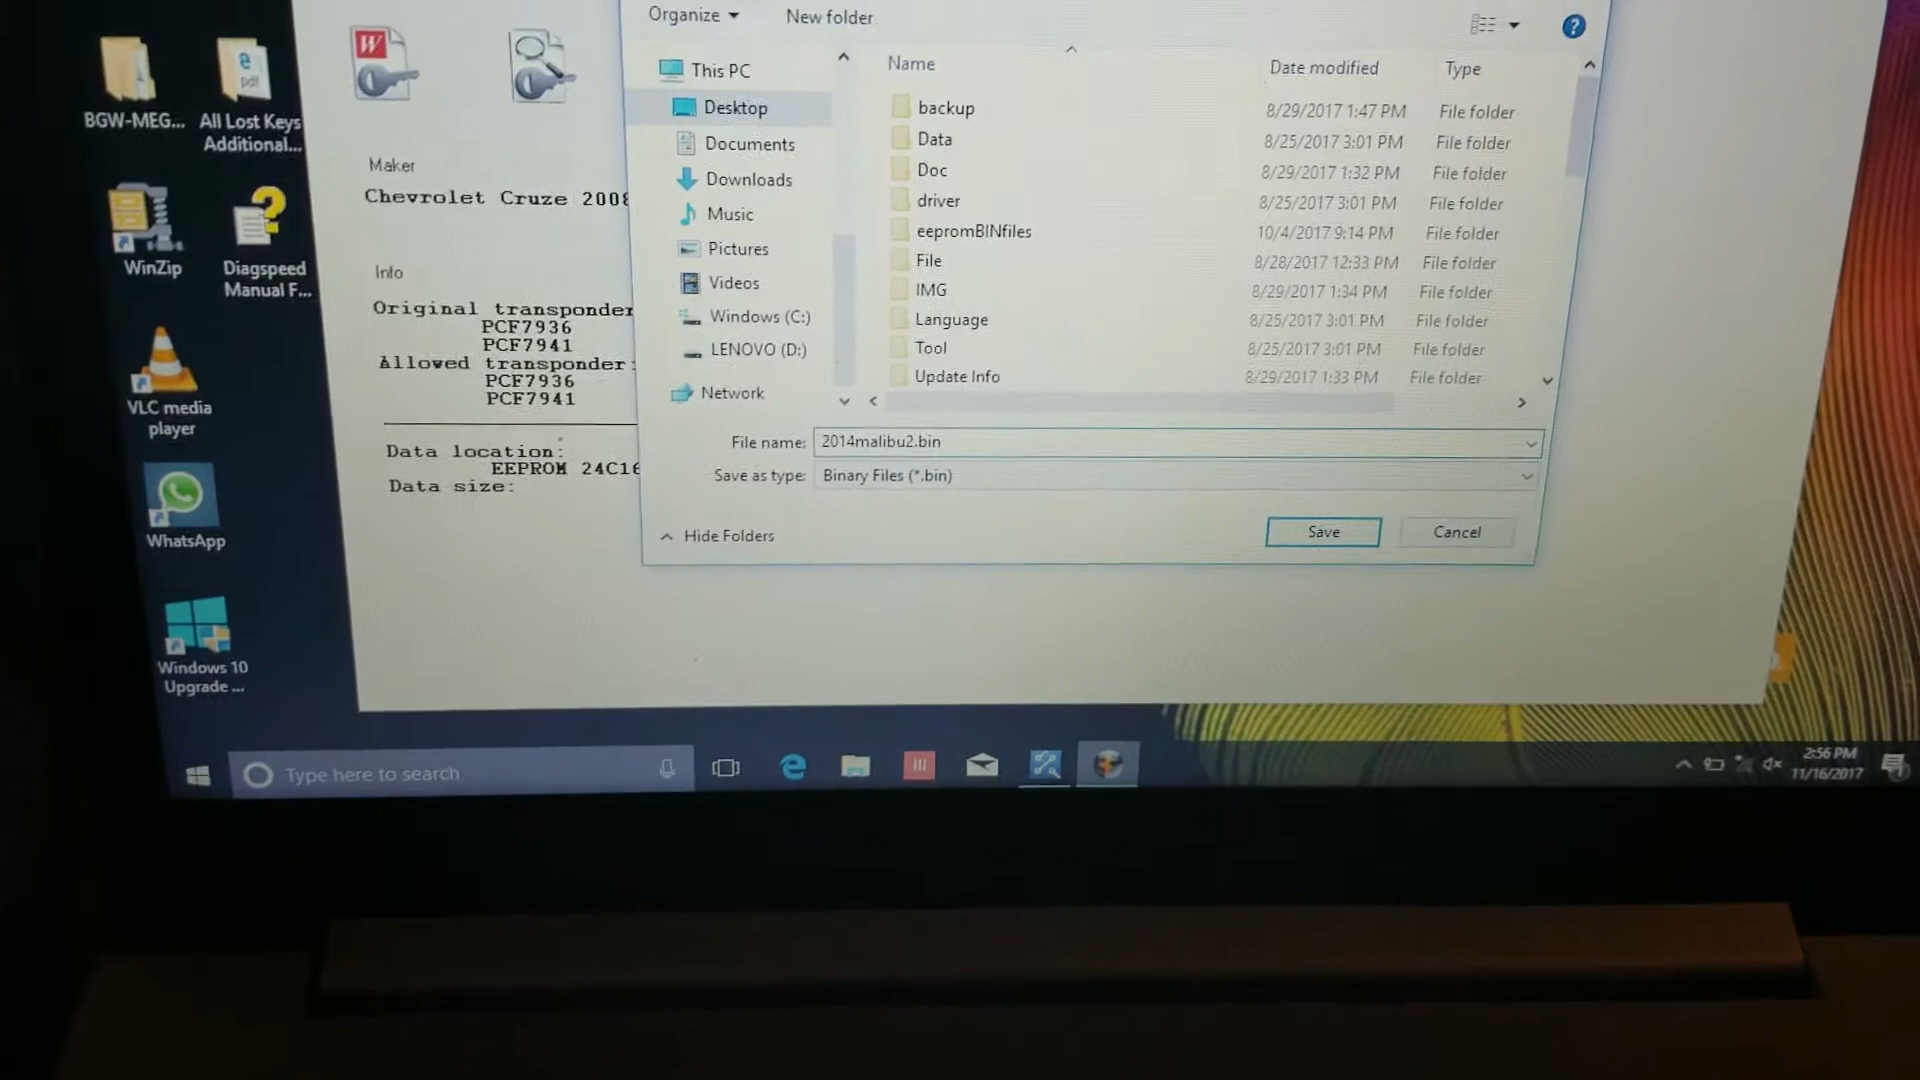 Organize
New folder
This PC
Desktop
Documents
Downloads
Music
Pictures
Videos
Windows (C:)
LENOVO (D:)
Network
Name
Date modified
Type
backup 8/29/2017 1:47 PM File folder
Data 8/25/2017 3:01 PM File folder
Doc 8/29/2017 1:32 PM File folder
driver 8/25/2017 3:01 PM File folder
eepromBINfiles 10/4/2017 9:14 PM File folder
File 8/28/2017 12:33 PM File folder
IMG 8/29/2017 1:34 PM File folder
Language 8/25/2017 3:01 PM File folder
Tool 8/25/2017 3:01 PM File folder
Update Info 8/29/2017 1:33 PM File folder
File name: 2014malibu2.bin
Save as type: Binary Files (*.bin)
Hide Folders
Save
Cancel
W
Maker
Chevrolet Cruze 2008
Info
Original transponder
PCF7936
PCF7941
Allowed transponder:
PCF7936
PCF7941
Data location:
EEPROM 24C16
Data size:
BGW-MEG...
pdf
All Lost Keys
Additional...
WinZip
Diagspeed
Manual F...
VLC media
player
WhatsApp
Windows 10
Upgrade ...
Type here to search
2:56 PM
11/16/2017